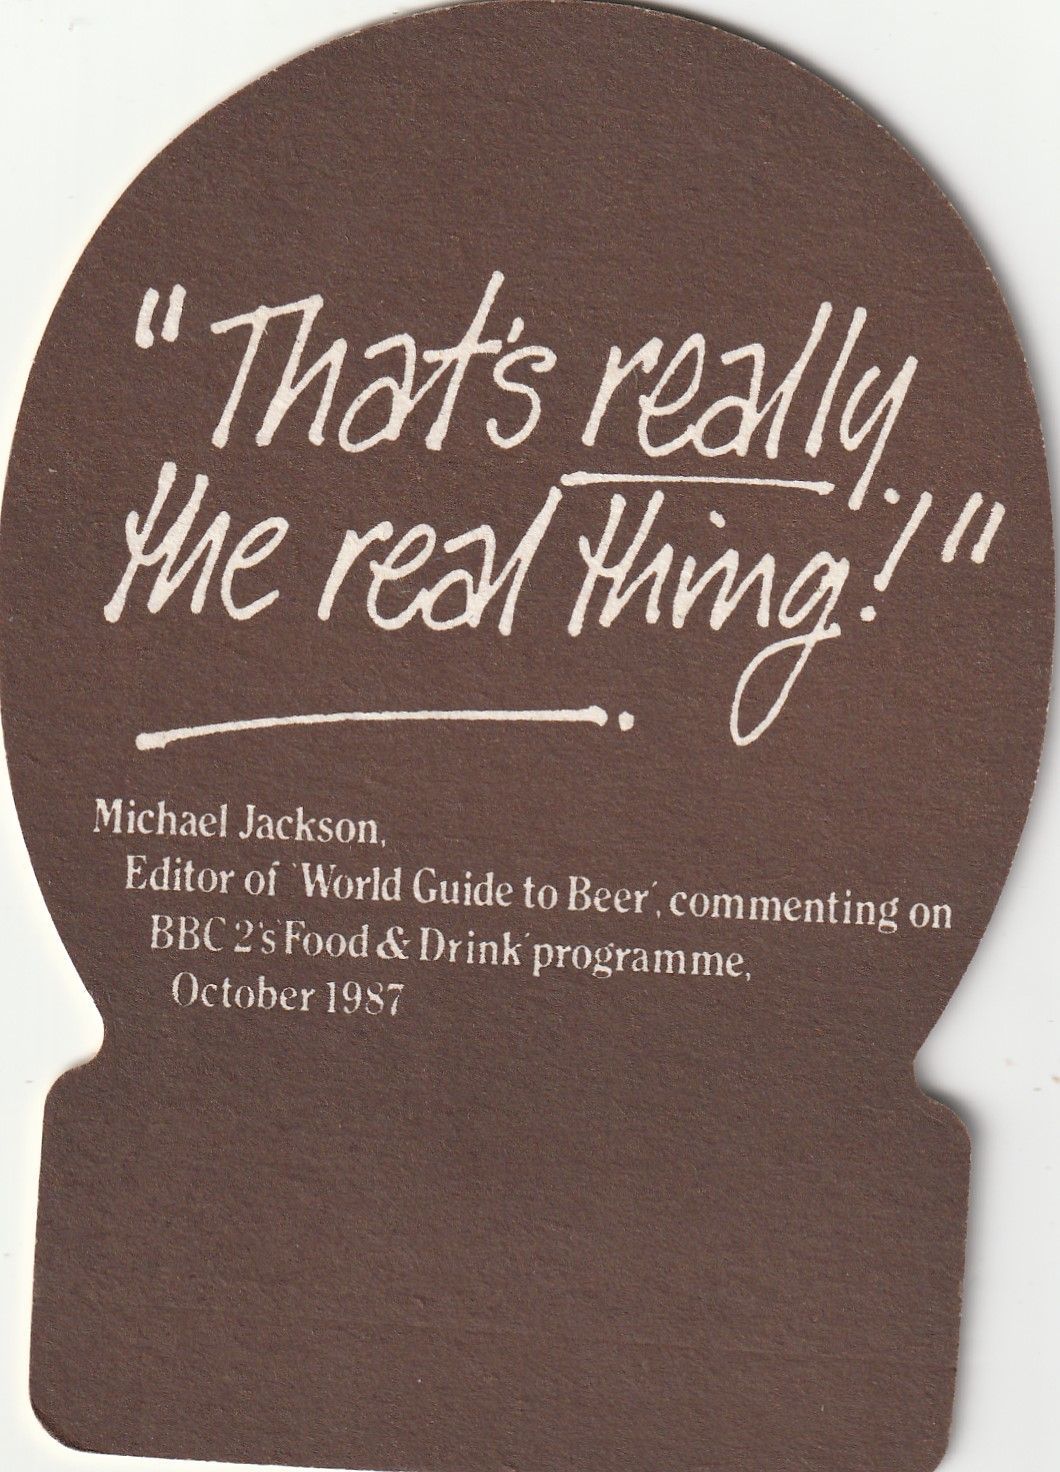 "That's really
the real thing!"
Michael Jackson,
Editor of 'World Guide to Beer', commenting on
BBC 2's 'Food & Drink' programme,
October 1987